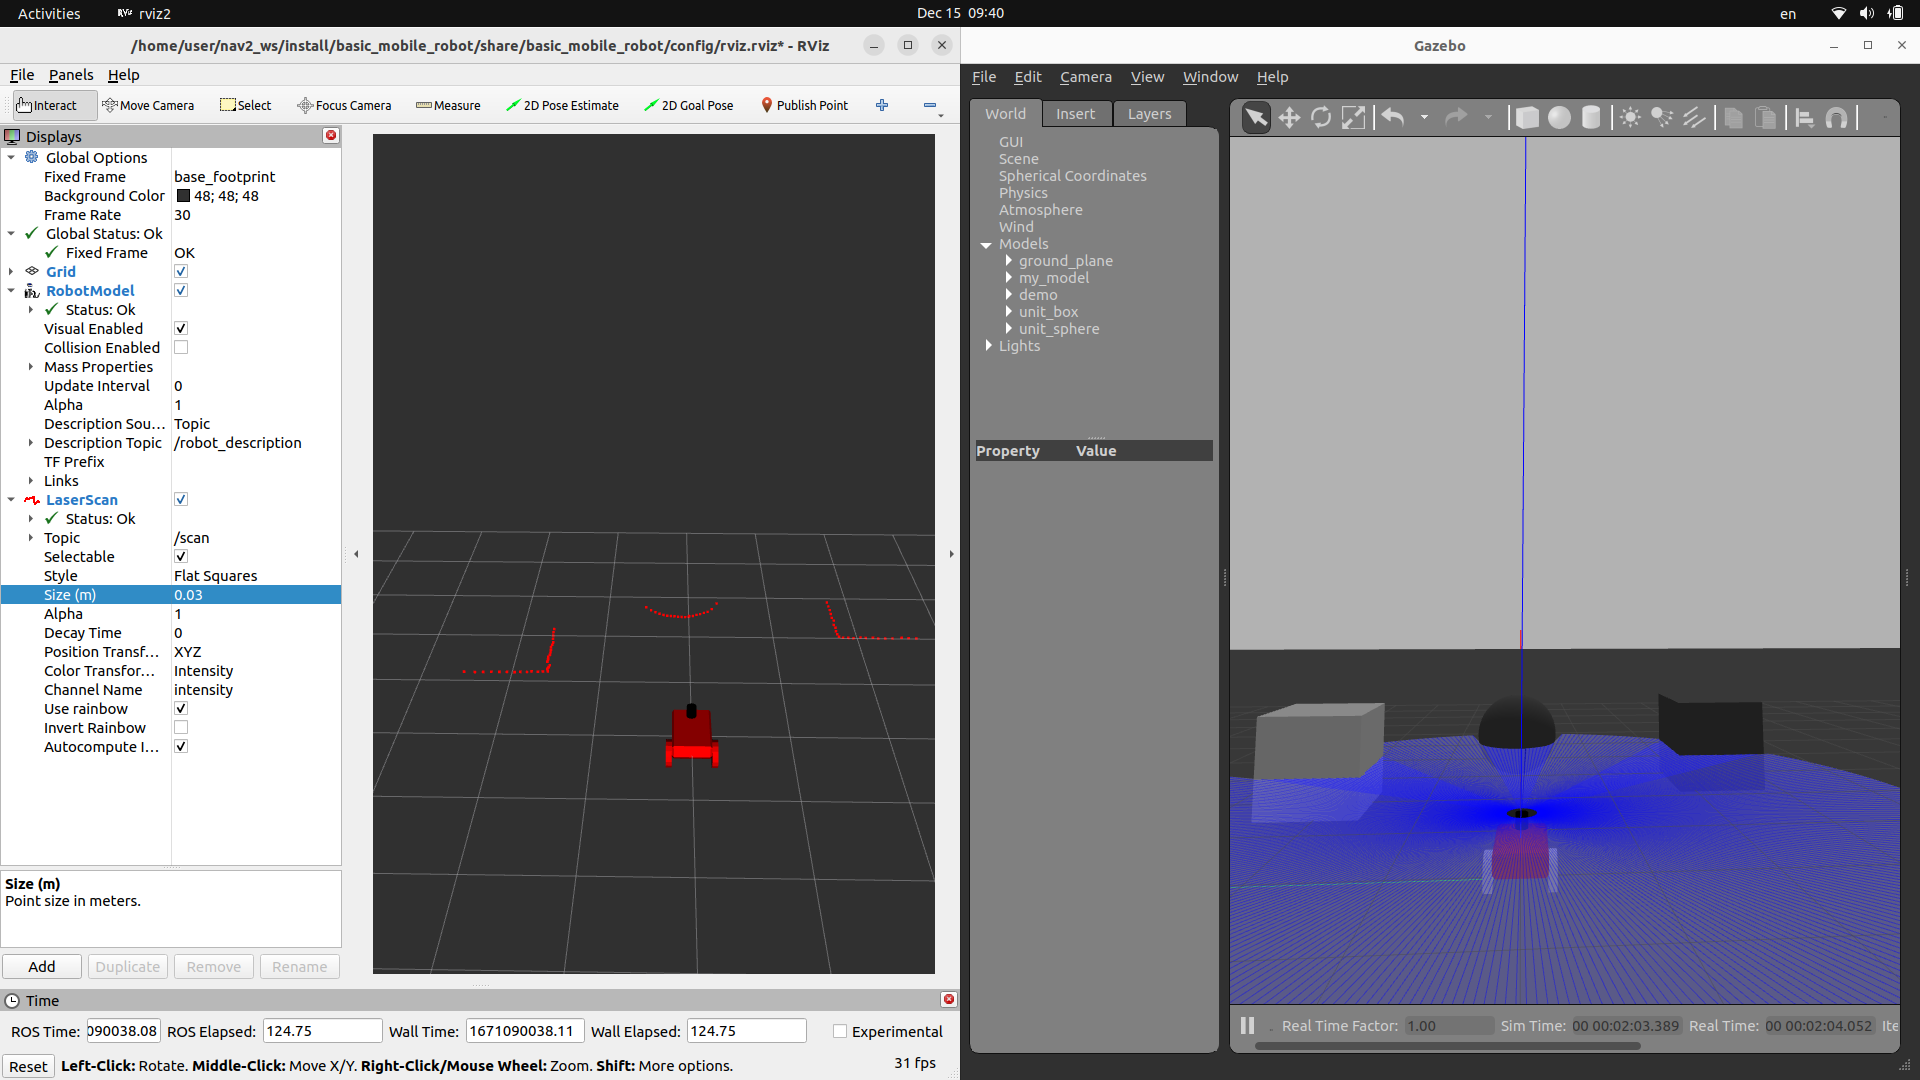 Activities rviz2 Dec 15 09:40 en
/home/user/nav2_ws/install/basic_mobile_robot/share/basic_mobile_robot/config/rviz.rviz* - RViz
File Panels Help
Interact Move Camera Select Focus Camera Measure 2D Pose Estimate 2D Goal Pose Publish Point
Displays
Global Options
Fixed Frame base_footprint
Background Color 48; 48; 48
Frame Rate 30
Global Status: Ok
Fixed Frame OK
Grid
RobotModel
Status: Ok
Visual Enabled
Collision Enabled
Mass Properties
Update Interval 0
Alpha 1
Description Sou... Topic
Description Topic /robot_description
TF Prefix
Links
LaserScan
Status: Ok
Topic /scan
Selectable
Style Flat Squares
Size (m) 0.03
Alpha 1
Decay Time 0
Position Transf... XYZ
Color Transfor... Intensity
Channel Name intensity
Use rainbow
Invert Rainbow
Autocompute I...
Size (m)
Point size in meters.
Add Duplicate Remove Rename
Time
ROS Time: 090038.08 ROS Elapsed: 124.75 Wall Time: 1671090038.11 Wall Elapsed: 124.75 Experimental
Reset Left-Click: Rotate. Middle-Click: Move X/Y. Right-Click/Mouse Wheel: Zoom. Shift: More options. 31 fps
Gazebo
File Edit Camera View Window Help
World Insert Layers
GUI
Scene
Spherical Coordinates
Physics
Atmosphere
Wind
Models
ground_plane
my_model
demo
unit_box
unit_sphere
Lights
Property Value
Real Time Factor: 1.00 Sim Time: 00 00:02:03.389 Real Time: 00 00:02:04.052 Ite